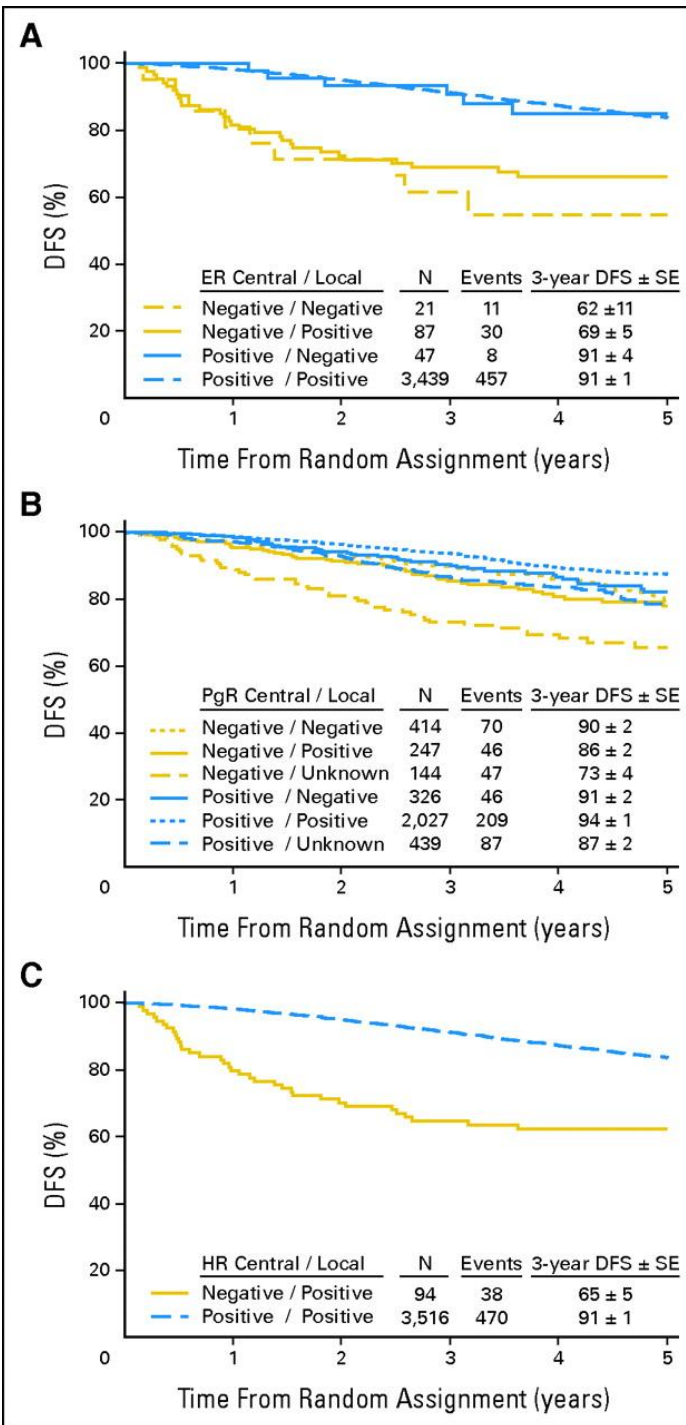 A
100
80
60
40
20
0
DFS (%)
ER Central / Local N Events 3-year DFS ± SE
Negative / Negative 21 11 62 ±11
Negative / Positive 87 30 69 ± 5
Positive / Negative 47 8 91 ± 4
Positive / Positive 3,439 457 91 ± 1
1 2 3 4 5
Time From Random Assignment (years)
B
100
80
60
40
20
0
DFS (%)
PgR Central / Local N Events 3-year DFS ± SE
Negative / Negative 414 70 90 ± 2
Negative / Positive 247 46 86 ± 2
Negative / Unknown 144 47 73 ± 4
Positive / Negative 326 46 91 ± 2
Positive / Positive 2,027 209 94 ± 1
Positive / Unknown 439 87 87 ± 2
1 2 3 4 5
Time From Random Assignment (years)
C
100
80
60
40
20
0
DFS (%)
HR Central / Local N Events 3-year DFS ± SE
Negative / Positive 94 38 65 ± 5
Positive / Positive 3,516 470 91 ± 1
1 2 3 4 5
Time From Random Assignment (years)